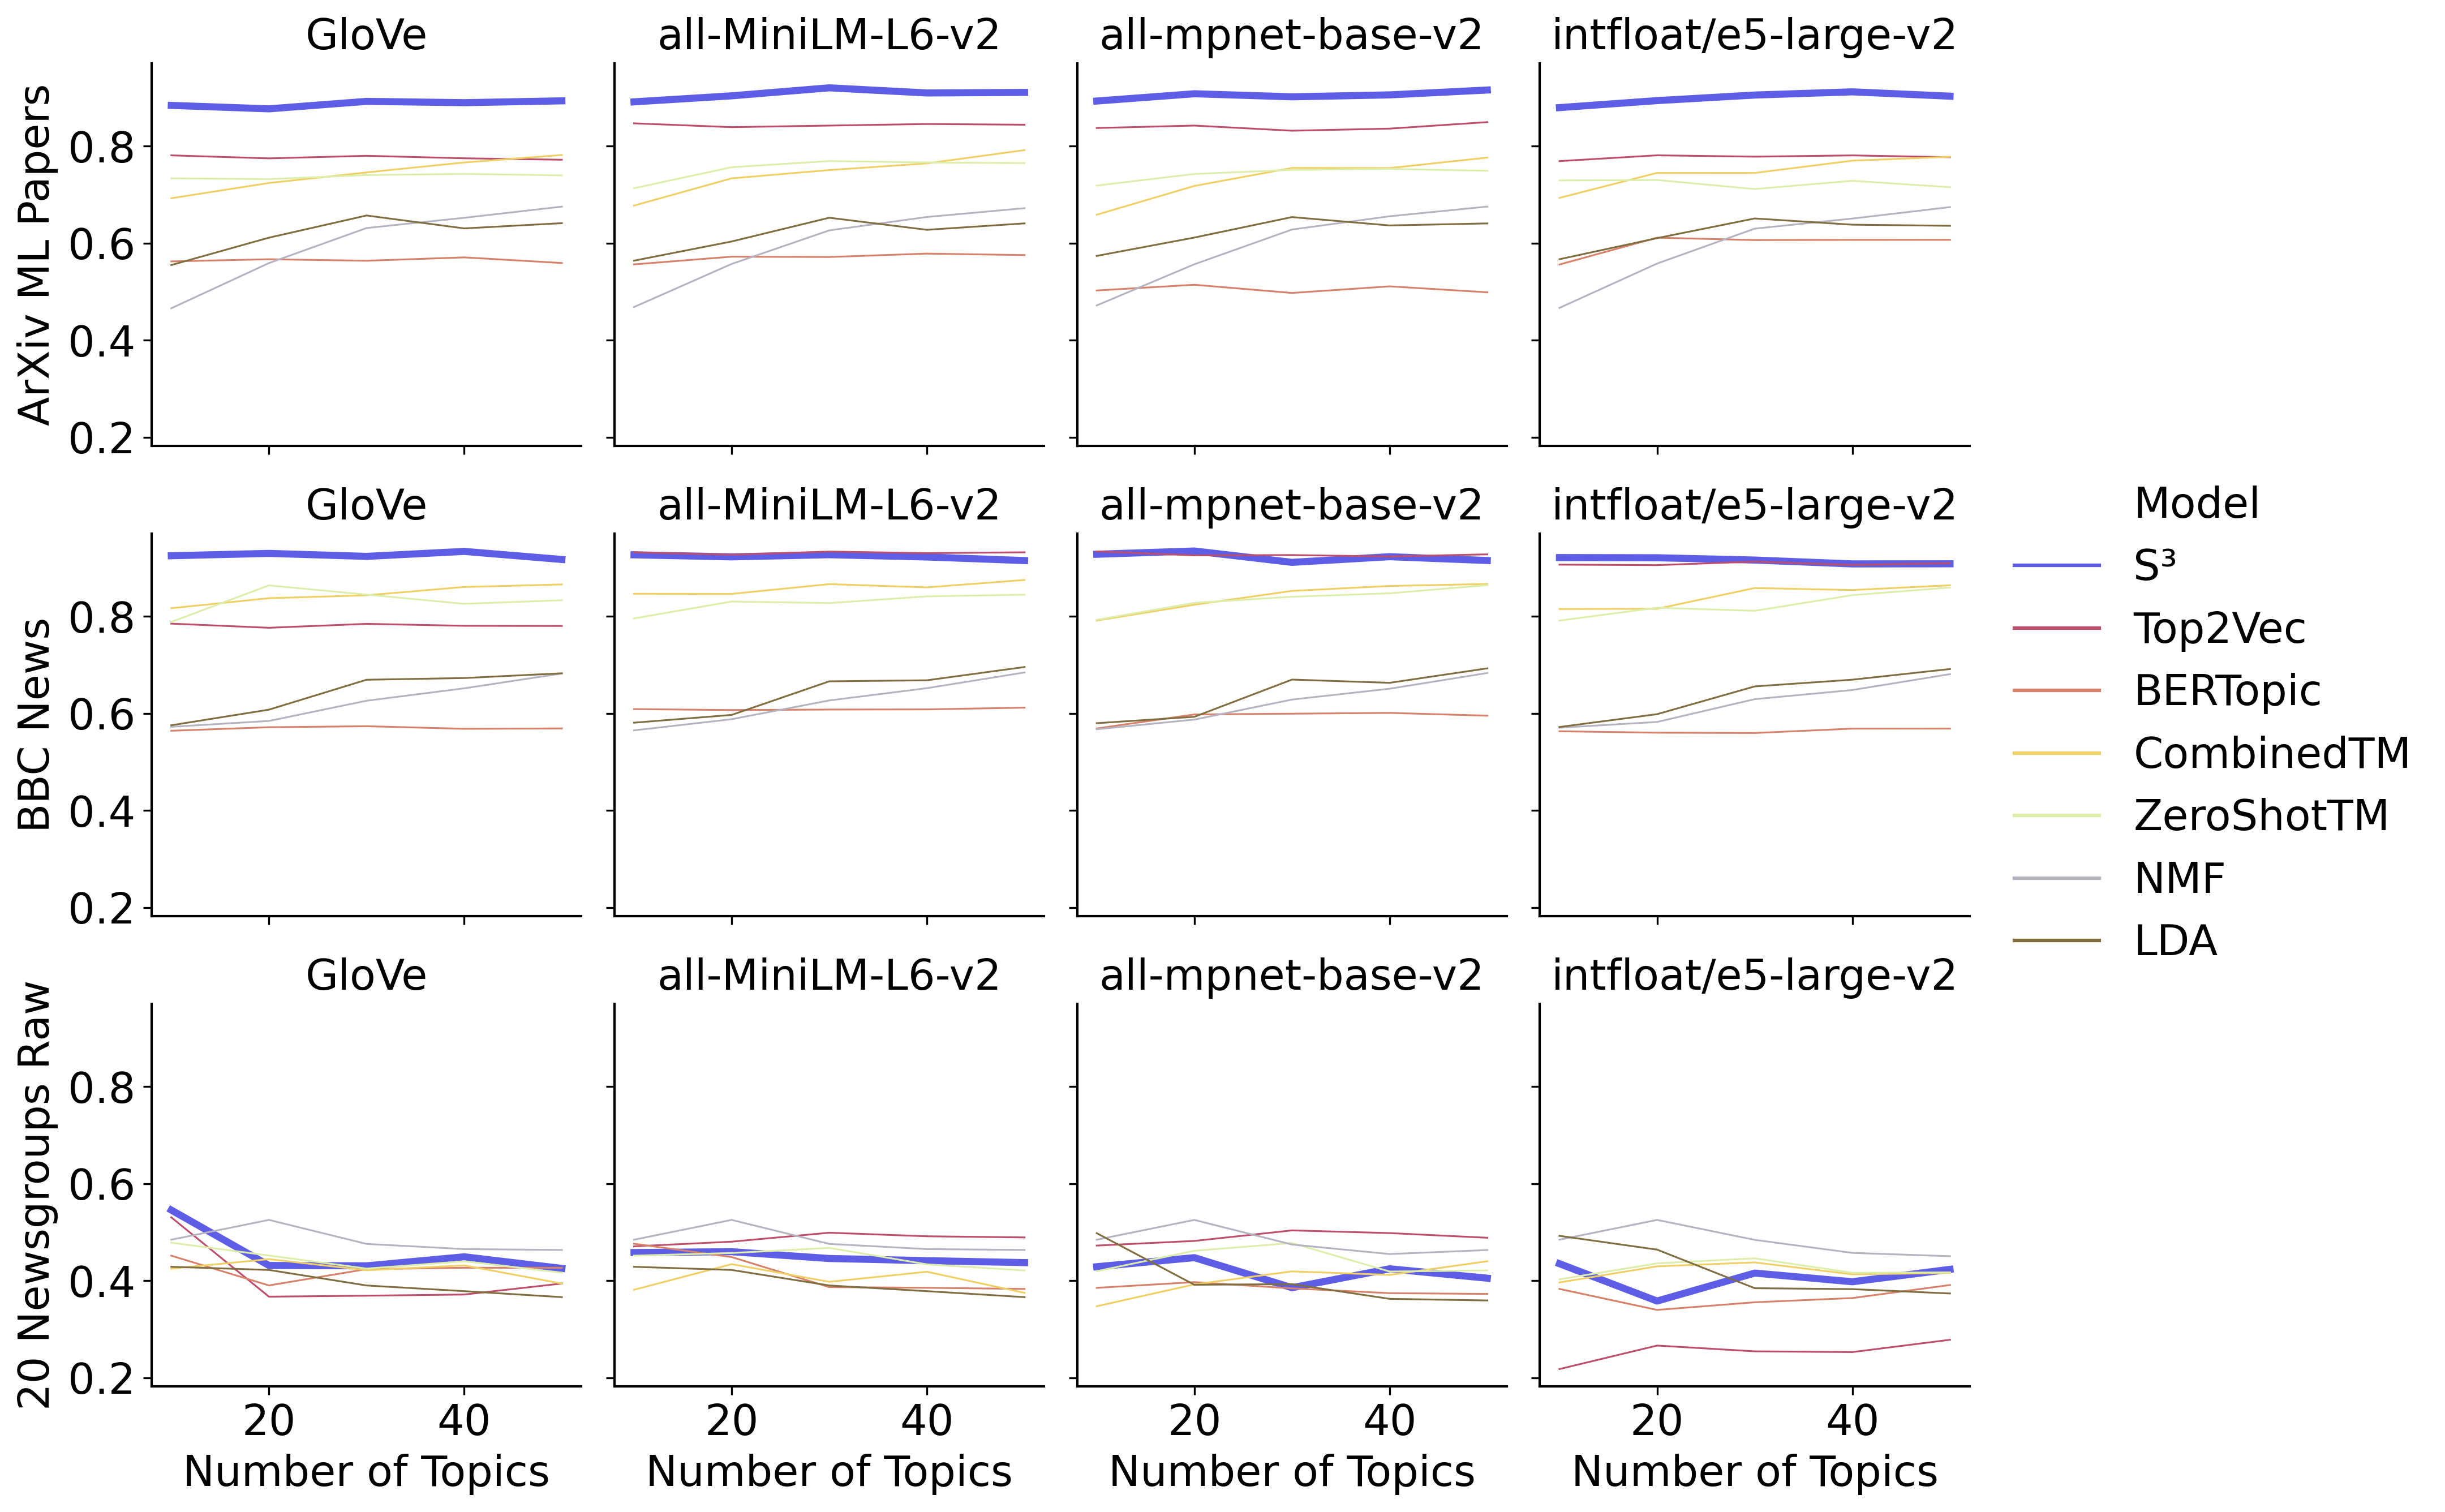 GloVe
all-MiniLM-L6-v2
all-mpnet-base-v2
intfloat/e5-large-v2
ArXiv ML Papers
0.8
0.6
0.4
0.2
GloVe
all-MiniLM-L6-v2
all-mpnet-base-v2
intfloat/e5-large-v2
BBC News
0.8
0.6
0.4
0.2
Model
S³
Top2Vec
BERTopic
CombinedTM
ZeroShotTM
NMF
LDA
GloVe
all-MiniLM-L6-v2
all-mpnet-base-v2
intfloat/e5-large-v2
20 Newsgroups Raw
0.8
0.6
0.4
0.2
20
40
20
40
20
40
20
40
Number of Topics
Number of Topics
Number of Topics
Number of Topics